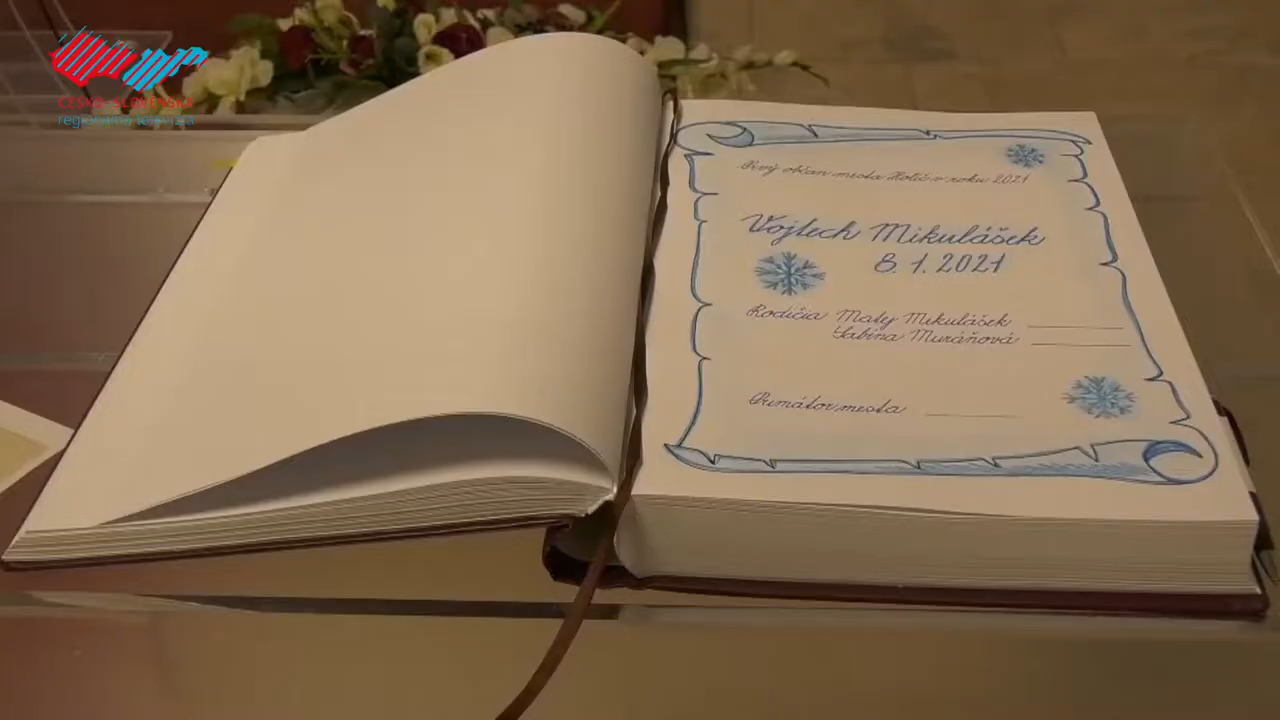 ČESKO-SLOVENSKÁ
regionálna televízia
Prvý občan mesta Holíč v roku 2021
Vojtech Mikulášek
8. 1. 2021
Rodičia Matej Mikulášek
Sabína Muráňová
Primátor mesta